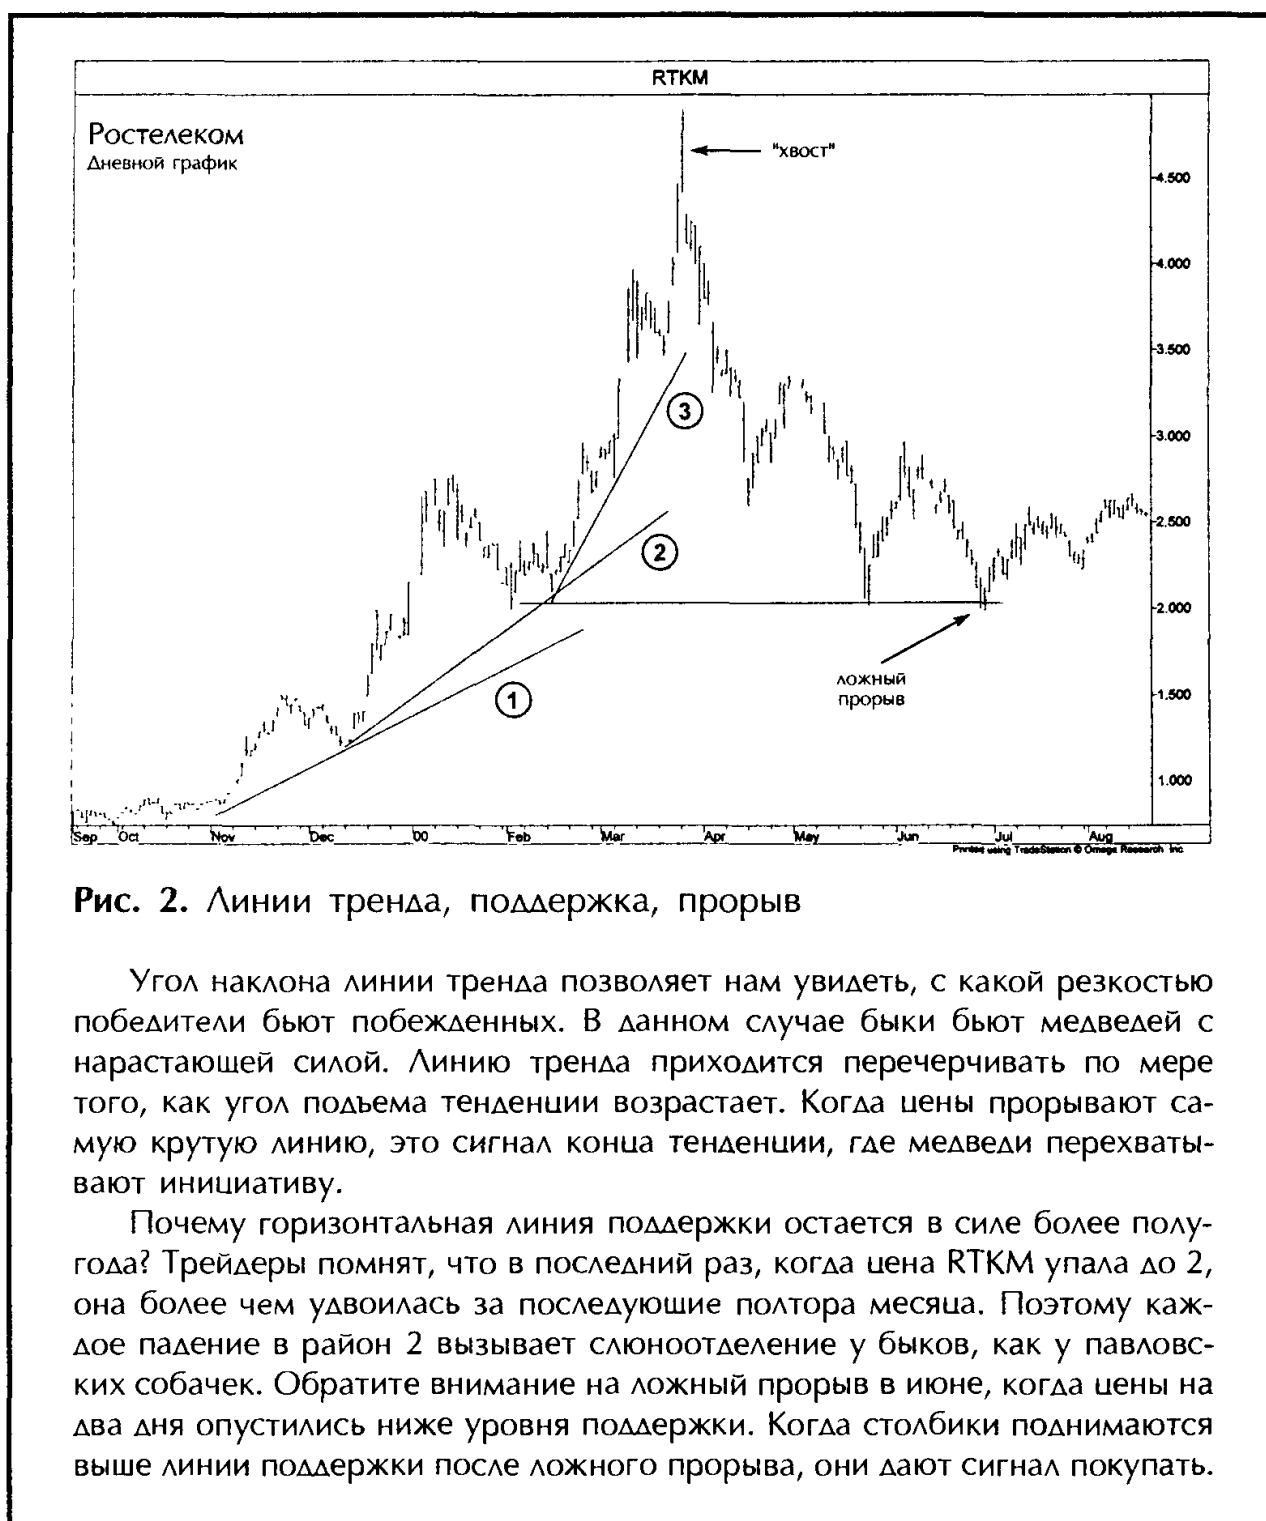 RTKM
Ростелеком
Дневной график
"хвост"
4.500
4.000
3.500
3
3.000
2.500
2
2.000
ложный
прорыв
1
1.500
1.000
Sep Oct Nov Dec '00 Feb Mar Apr May Jun Jul Aug
Printed using TradeStation © Omega Research Inc.
Рис. 2. Линии тренда, поддержка, прорыв
Угол наклона линии тренда позволяет нам увидеть, с какой резкостью
победители бьют побежденных. В данном случае быки бьют медведей с
нарастающей силой. Линию тренда приходится перечерчивать по мере
того, как угол подъема тенденции возрастает. Когда цены прорывают са-
мую крутую линию, это сигнал конца тенденции, где медведи перехваты-
вают инициативу.
Почему горизонтальная линия поддержки остается в силе более полу-
года? Трейдеры помнят, что в последний раз, когда цена RTKM упала до 2,
она более чем удвоилась за последующие полтора месяца. Поэтому каж-
дое падение в район 2 вызывает слюноотделение у быков, как у павловс-
ких собачек. Обратите внимание на ложный прорыв в июне, когда цены на
два дня опустились ниже уровня поддержки. Когда столбики поднимаются
выше линии поддержки после ложного прорыва, они дают сигнал покупать.